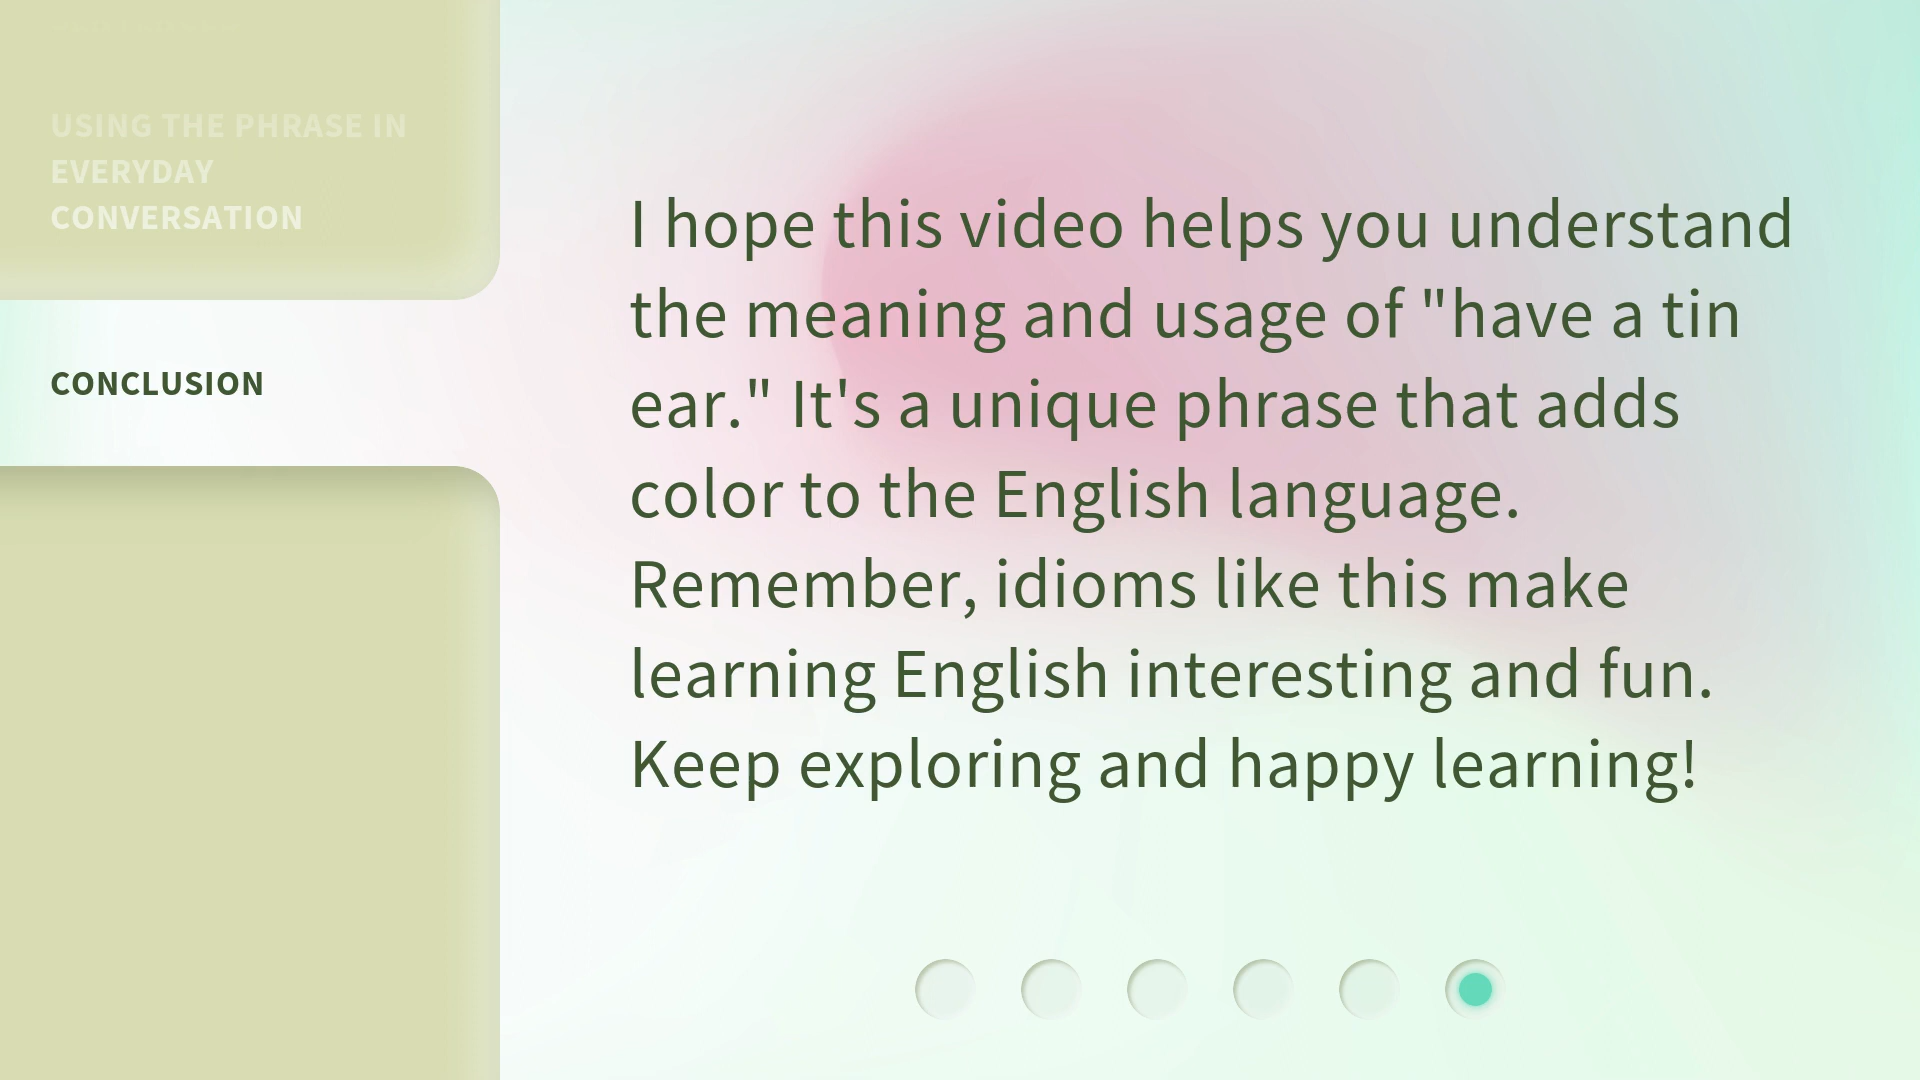 USING THE PHRASE IN
EVERYDAY
CONVERSATION
CONCLUSION
I hope this video helps you understand
the meaning and usage of "have a tin
ear." It's a unique phrase that adds
color to the English language.
Remember, idioms like this make
learning English interesting and fun.
Keep exploring and happy learning!